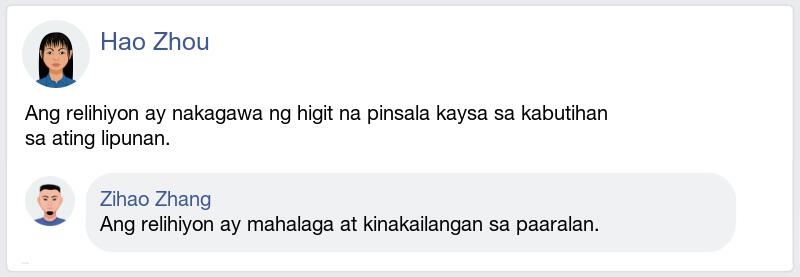 Hao Zhou
Ang relihiyon ay nakagawa ng higit na pinsala kaysa sa kabutihan
sa ating lipunan.
Zihao Zhang
Ang relihiyon ay mahalaga at kinakailangan sa paaralan.